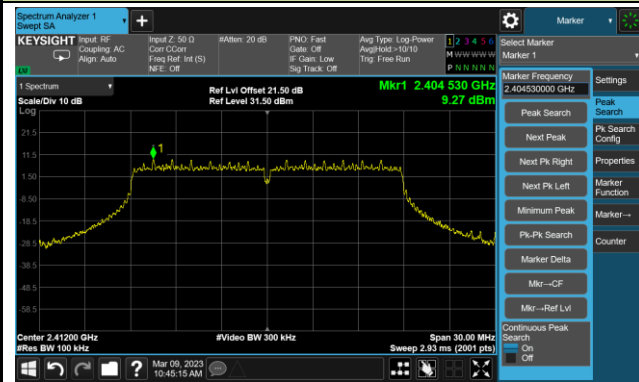 Spectrum Analyzer 1
Swept SA
+
Marker
KEYSIGHT
Input: RF
Coupling: AC
Align: Auto
Input Z: 50 Ω
Corr CCorr
Freq Ref: Int (S)
NFE: Off
#Atten: 20 dB
PNO: Fast
Gate: Off
IF Gain: Low
Sig Track: Off
Avg Type: Log-Power
Avg|Hold:>10/10
Trig: Free Run
1 2 3 4 5 6
M W W W W W
P N N N N N
LXI
Select Marker
Marker 1
1 Spectrum
Scale/Div 10 dB
Log
Ref Lvl Offset 21.50 dB
Ref Level 31.50 dBm
Mkr1 2.404 530 GHz
9.27 dBm
21.5
11.5
1.50
-8.50
-18.5
-28.5
-38.5
-48.5
-58.5
1
Center 2.41200 GHz
#Res BW 100 kHz
#Video BW 300 kHz
Span 30.00 MHz
Sweep 2.93 ms (2001 pts)
Marker Frequency
2.404530000 GHz
Peak Search
Next Peak
Next Pk Right
Next Pk Left
Minimum Peak
Pk-Pk Search
Marker Delta
Mkr→CF
Mkr→Ref Lvl
Continuous Peak
Search
On
Off
Settings
Peak
Search
Pk Search
Config
Properties
Marker
Function
Marker→
Counter
?
Mar 09, 2023
10:45:15 AM